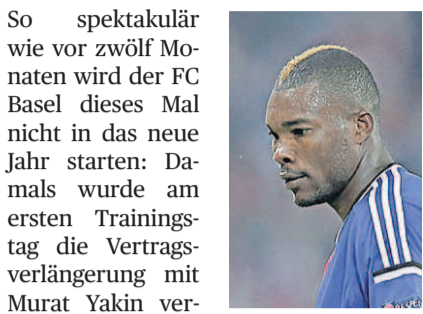 So spektakulär
wie vor zwölf Mo-
naten wird der FC
Basel dieses Mal
nicht in das neue
Jahr starten: Da-
mals wurde am
ersten Trainings-
tag die Vertrags-
verlängerung mit
Murat Yakin ver-